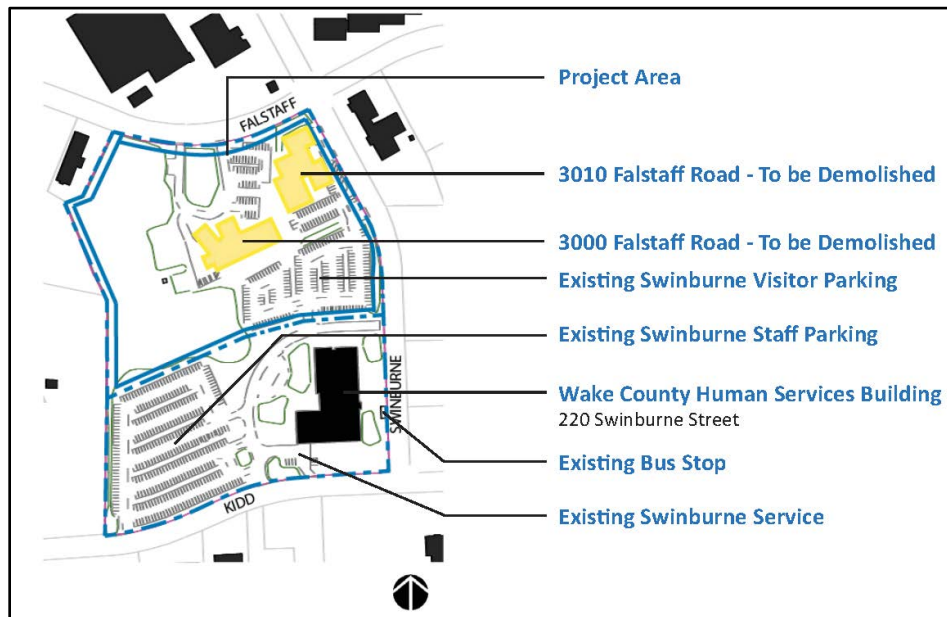 Project Area
FALSTAFF
3010 Falstaff Road - To be Demolished
3000 Falstaff Road - To be Demolished
Existing Swinburne Visitor Parking
Existing Swinburne Staff Parking
SWINBURNE
Wake County Human Services Building
220 Swinburne Street
Existing Bus Stop
KIDD
Existing Swinburne Service